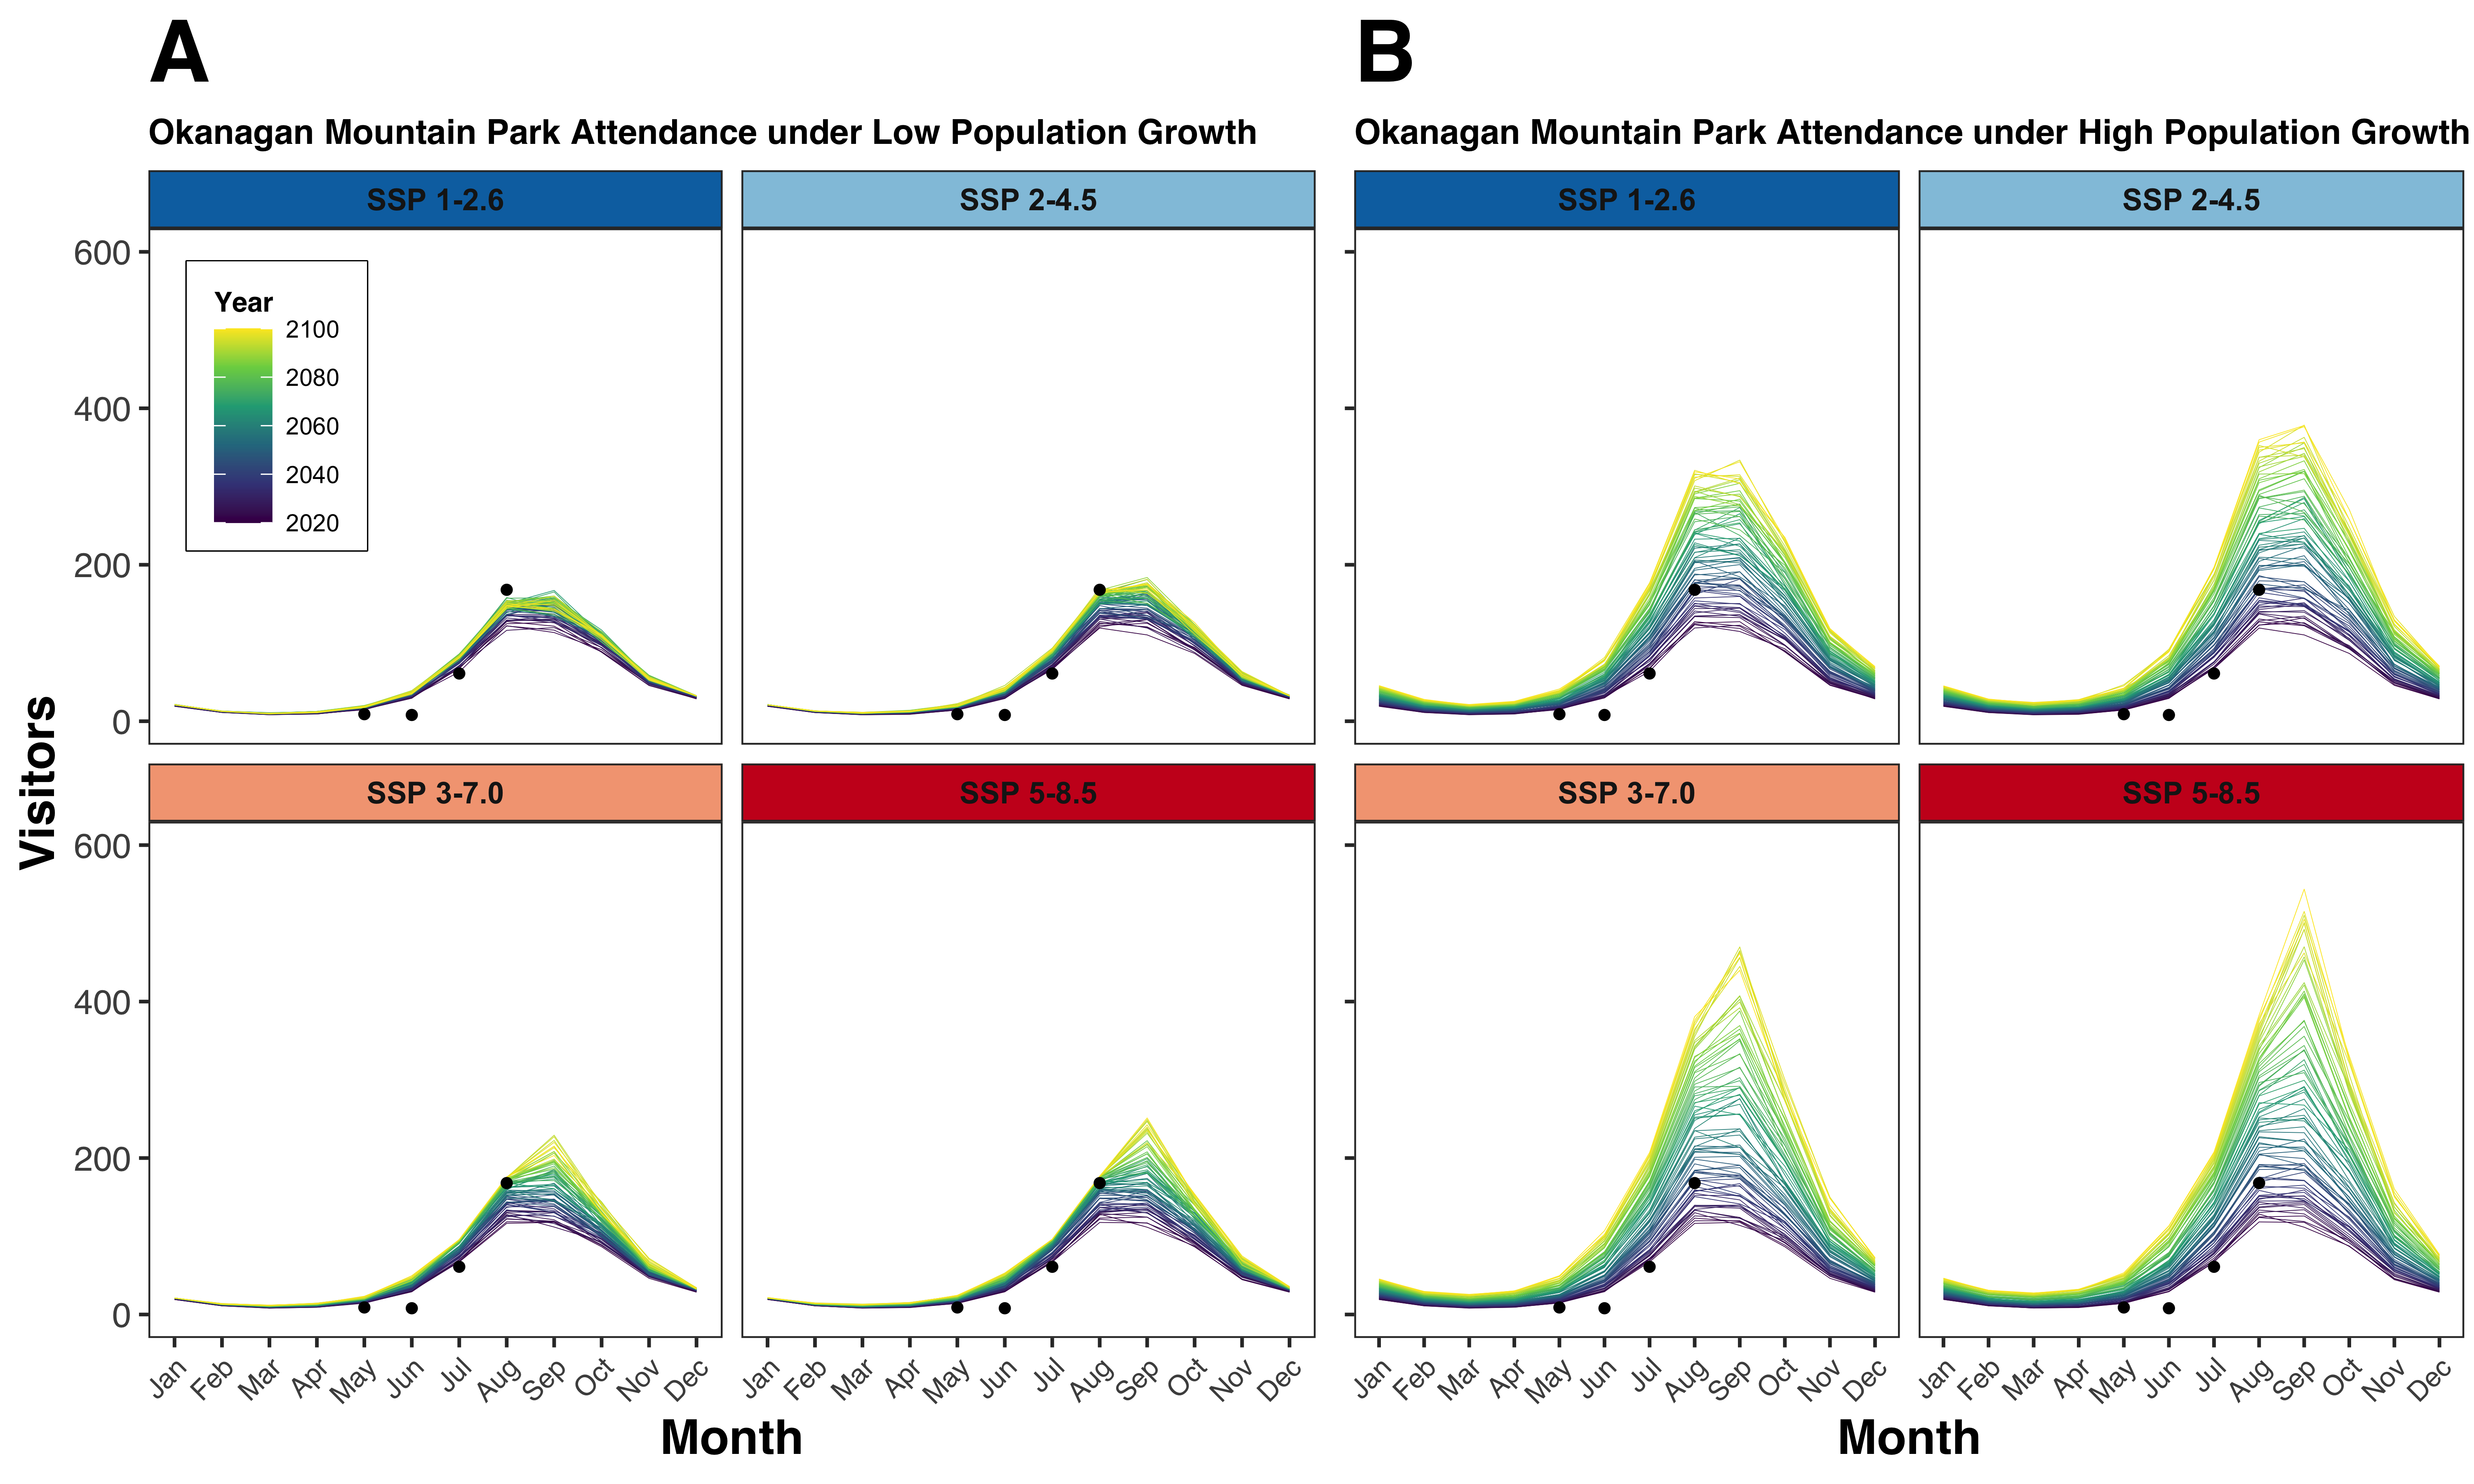 A
B
Okanagan Mountain Park Attendance under Low Population Growth
Okanagan Mountain Park Attendance under High Population Growth
SSP 1-2.6
SSP 2-4.5
SSP 1-2.6
SSP 2-4.5
600
400
200
0
Year
2100
2080
2060
2040
2020
Visitors
SSP 3-7.0
SSP 5-8.5
SSP 3-7.0
SSP 5-8.5
600
400
200
0
Jan Feb Mar Apr May Jun Jul Aug Sep Oct Nov Dec
Jan Feb Mar Apr May Jun Jul Aug Sep Oct Nov Dec
Jan Feb Mar Apr May Jun Jul Aug Sep Oct Nov Dec
Jan Feb Mar Apr May Jun Jul Aug Sep Oct Nov Dec
Month
Month